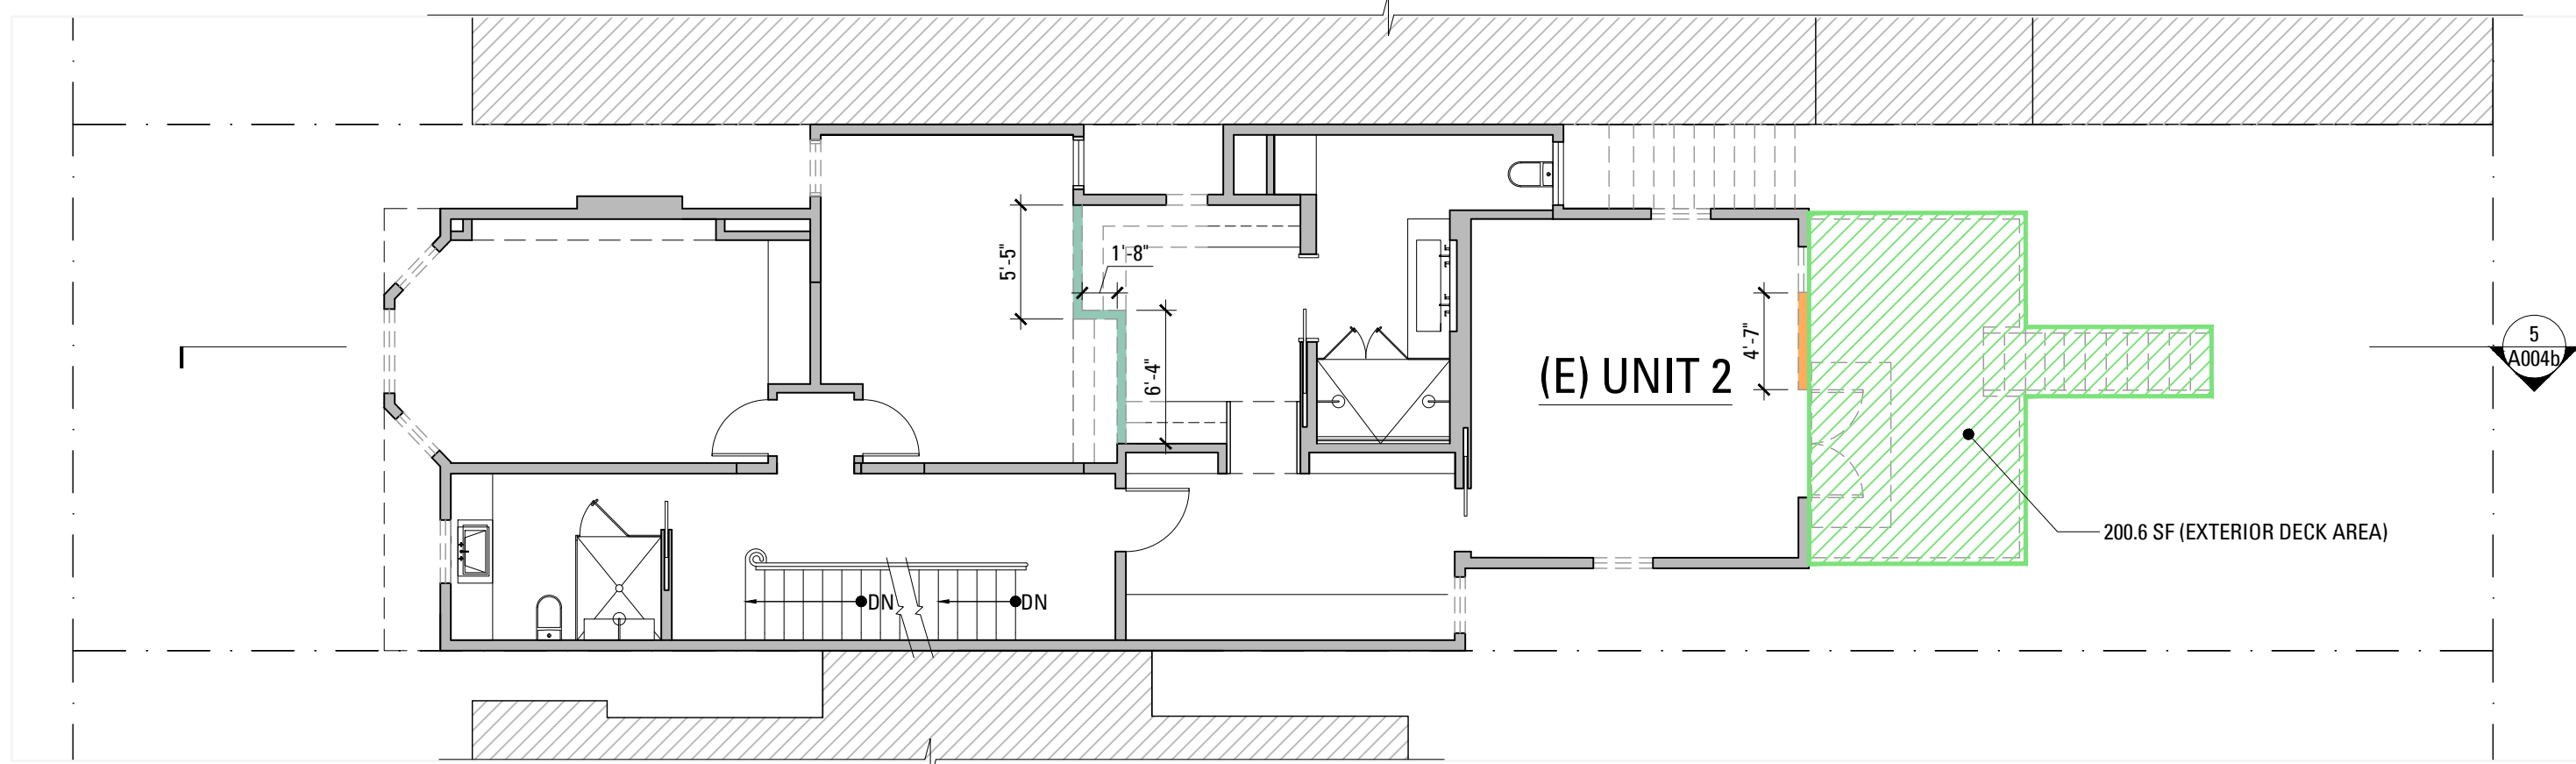 5'-5"
1'-8"
6'-4"
4'-7"
(E) UNIT 2
5
A004b
200.6 SF (EXTERIOR DECK AREA)
DN
DN